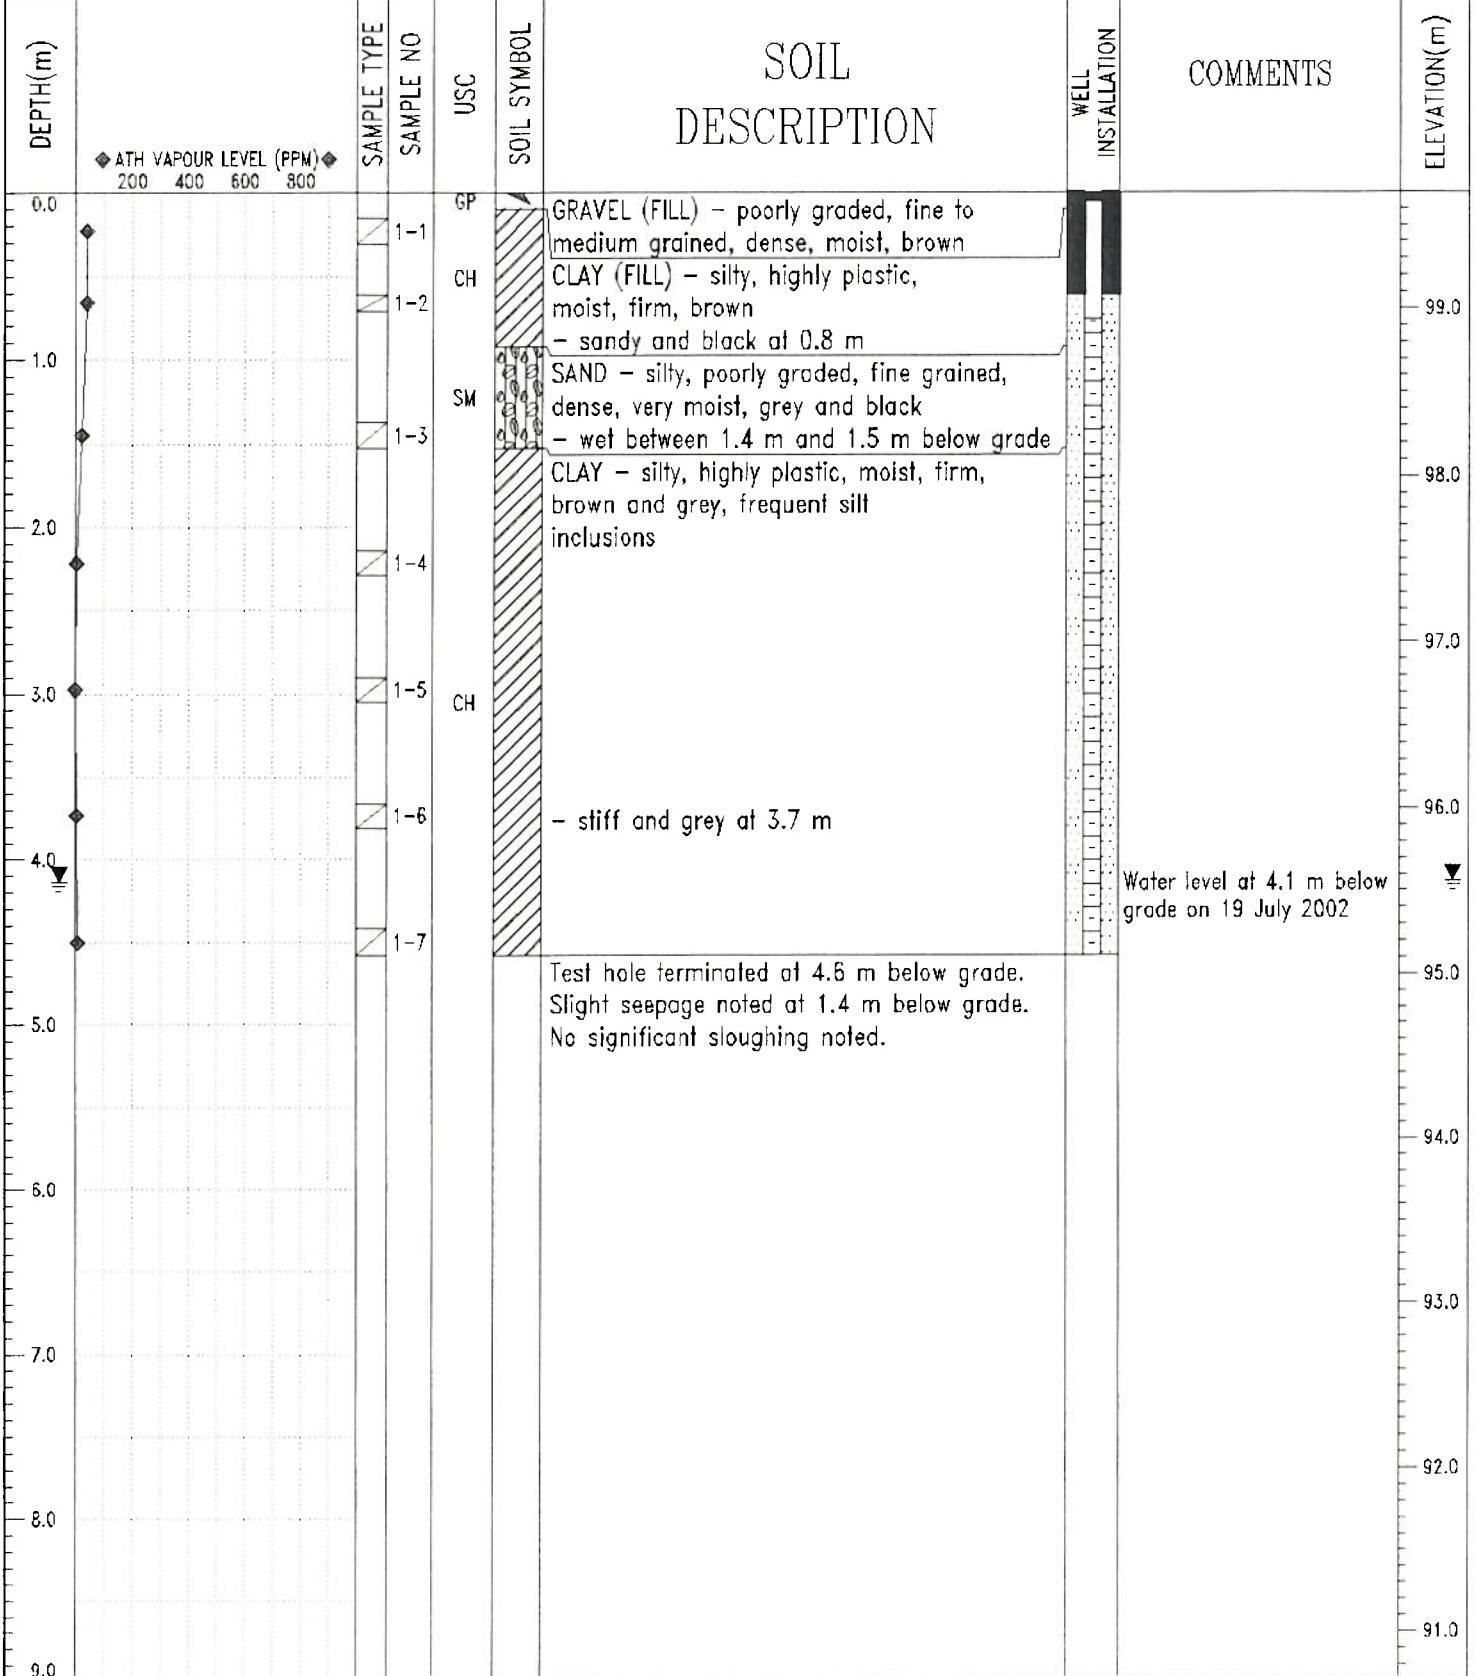 DEPTH(m)
ATH VAPOUR LEVEL (PPM)
200 400 600 800
SAMPLE TYPE
SAMPLE NO
USC
SOIL SYMBOL
SOIL
DESCRIPTION
WELL
INSTALLATION
COMMENTS
ELEVATION(m)
0.0
GP
GRAVEL (FILL) - poorly graded, fine to
medium grained, dense, moist, brown
1-1
CH
CLAY (FILL) - silty, highly plastic,
moist, firm, brown
- sandy and black at 0.8 m
1-2
99.0
1.0
SM
SAND - silty, poorly graded, fine grained,
dense, very moist, grey and black
- wet between 1.4 m and 1.5 m below grade
1-3
CLAY - silty, highly plastic, moist, firm,
brown and grey, frequent silt
inclusions
98.0
2.0
1-4
97.0
3.0
1-5
CH
96.0
1-6
- stiff and grey at 3.7 m
4.0
Water level at 4.1 m below
grade on 19 July 2002
1-7
Test hole terminated at 4.6 m below grade.
Slight seepage noted at 1.4 m below grade.
No significant sloughing noted.
95.0
5.0
94.0
6.0
93.0
7.0
92.0
8.0
91.0
9.0